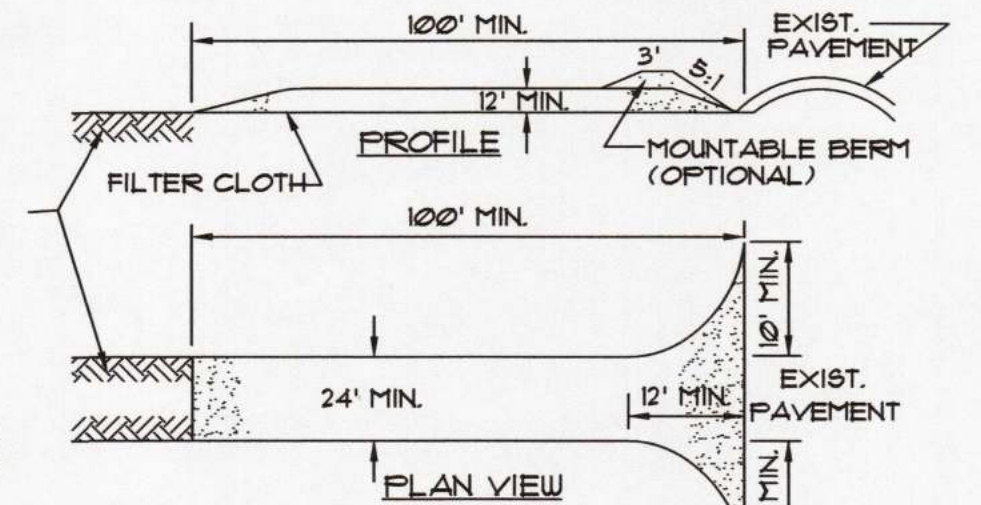 100' MIN.
EXIST.
PAVEMENT
3'
5:1
12' MIN.
PROFILE
MOUNTABLE BERM
(OPTIONAL)
FILTER CLOTH
100' MIN.
10' MIN.
24' MIN.
12' MIN.
EXIST.
PAVEMENT
MIN.
PLAN VIEW